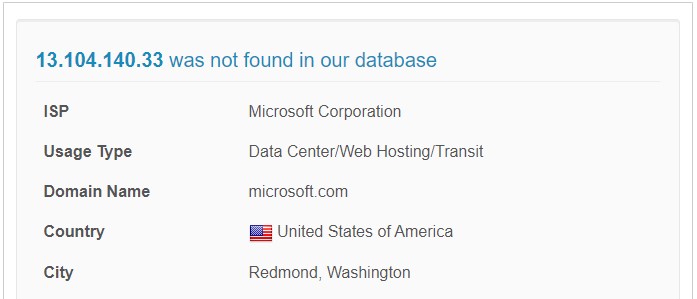 13.104.140.33 was not found in our database
ISP Microsoft Corporation
Usage Type Data Center/Web Hosting/Transit
Domain Name microsoft.com
Country United States of America
City Redmond, Washington